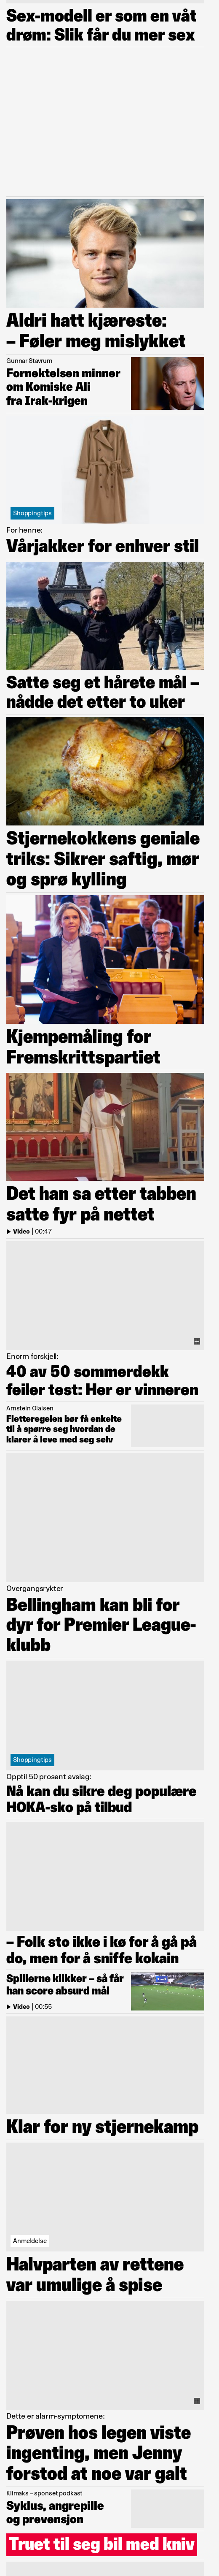 Sex-modell er som en våt
drøm: Slik får du mer sex
Aldri hatt kjæreste:
– Føler meg mislykket
Gunnar Stavrum
Fornektelsen minner
om Komiske Ali
fra Irak-krigen
Shoppingtips
For henne:
Vårjakker for enhver stil
Satte seg et hårete mål –
nådde det etter to uker
Stjernekokkens geniale
triks: Sikrer saftig, mør
og sprø kylling
Kjempemåling for
Fremskrittspartiet
Det han sa etter tabben
satte fyr på nettet
Video | 00:47
Enorm forskjell:
40 av 50 sommerdekk
feiler test: Her er vinneren
Arnstein Olaisen
Fletteregelen bør få enkelte
til å spørre seg hvordan de
klarer å leve med seg selv
Overgangsrykter
Bellingham kan bli for
dyr for Premier League-
klubb
Shoppingtips
Opptil 50 prosent avslag:
Nå kan du sikre deg populære
HOKA-sko på tilbud
– Folk sto ikke i kø for å gå på
do, men for å sniffe kokain
Spillerne klikker – så får
han score absurd mål
Video | 00:55
Klar for ny stjernekamp
Anmeldelse
Halvparten av rettene
var umulige å spise
Dette er alarm-symptomene:
Prøven hos legen viste
ingenting, men Jenny
forstod at noe var galt
Klimaks – sponset podkast
Syklus, angrepille
og prevensjon
Truet til seg bil med kniv